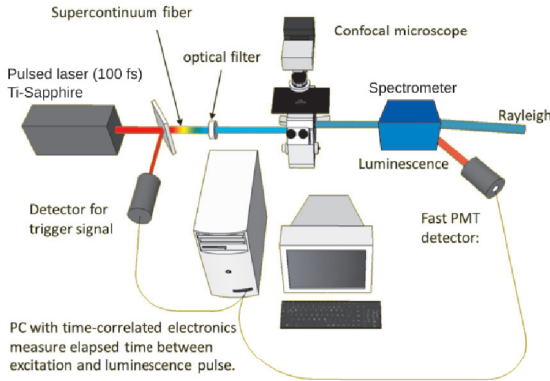 Supercontinuum fiber
Confocal microscope
optical filter
Pulsed laser (100 fs)
Ti-Sapphire
Spectrometer
Rayleigh
Luminescence
Detector for
trigger signal
Fast PMT
detector:
PC with time-correlated electronics
measure elapsed time between
excitation and luminescence pulse.